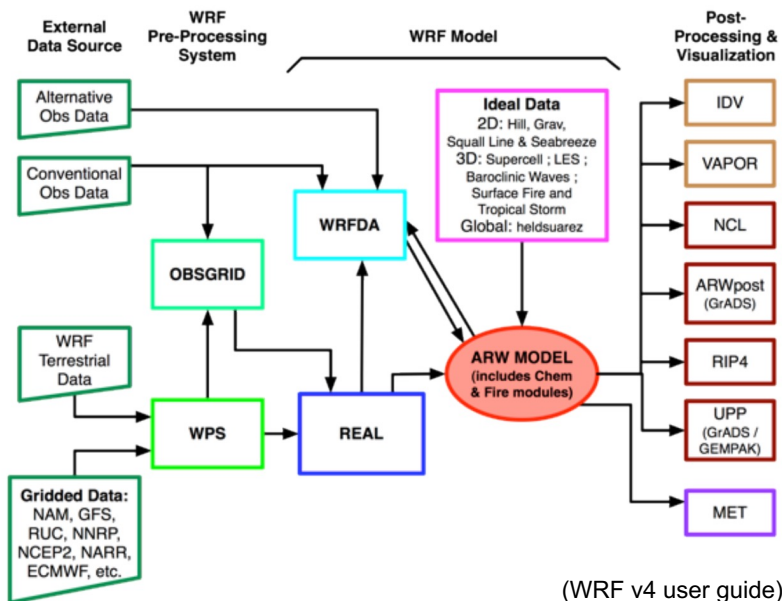 External
Data Source
WRF
Pre-Processing
System
WRF Model
Post-
Processing &
Visualization
Alternative
Obs Data
Conventional
Obs Data
WRF
Terrestrial
Data
Gridded Data:
NAM, GFS,
RUC, NNRP,
NCEP2, NARR,
ECMWF, etc.
OBSGRID
WPS
WRFDA
REAL
Ideal Data
2D: Hill, Grav,
Squall Line & Seabreeze
3D: Supercell ; LES ;
Baroclinic Waves ;
Surface Fire and
Tropical Storm
Global: heldsuarez
ARW MODEL
(includes Chem
& Fire modules)
IDV
VAPOR
NCL
ARWpost
(GrADS)
RIP4
UPP
(GrADS /
GEMPAK)
MET
(WRF v4 user guide)